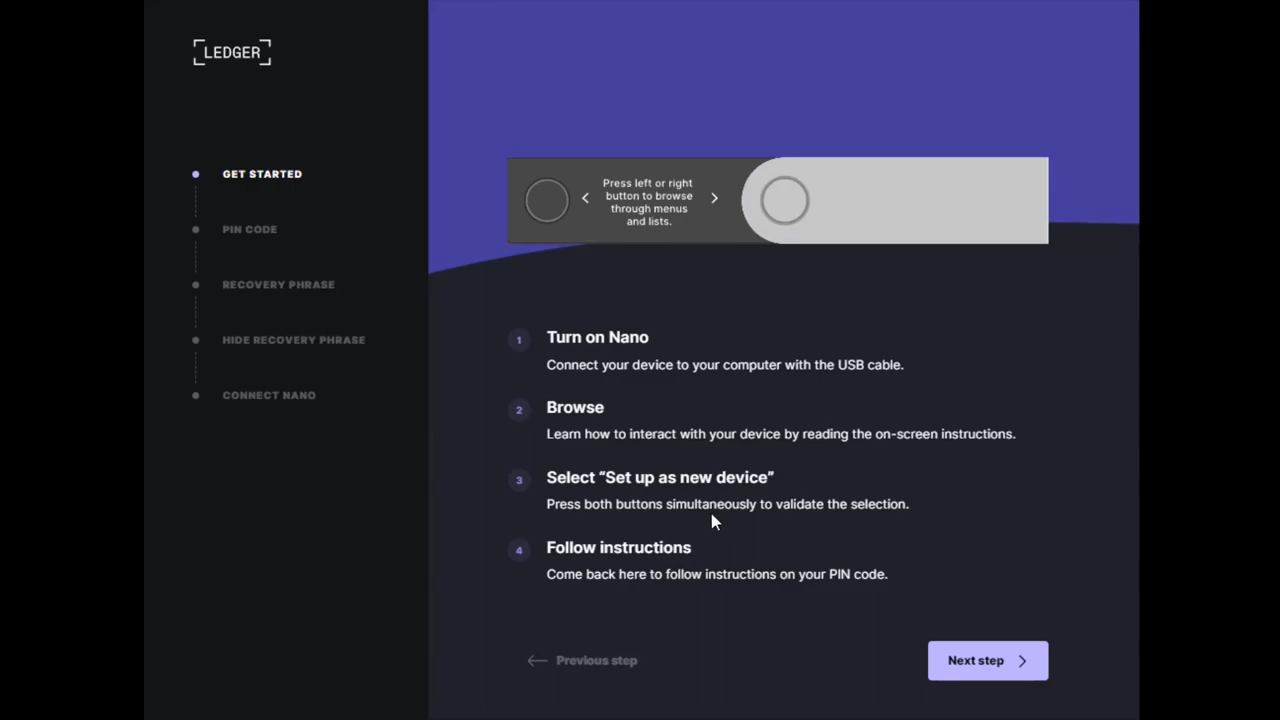 LEDGER
GET STARTED
PIN CODE
RECOVERY PHRASE
HIDE RECOVERY PHRASE
CONNECT NANO
Press left or right
button to browse
through menus
and lists.
1
Turn on Nano
Connect your device to your computer with the USB cable.
2
Browse
Learn how to interact with your device by reading the on-screen instructions.
3
Select “Set up as new device”
Press both buttons simultaneously to validate the selection.
4
Follow instructions
Come back here to follow instructions on your PIN code.
Previous step
Next step